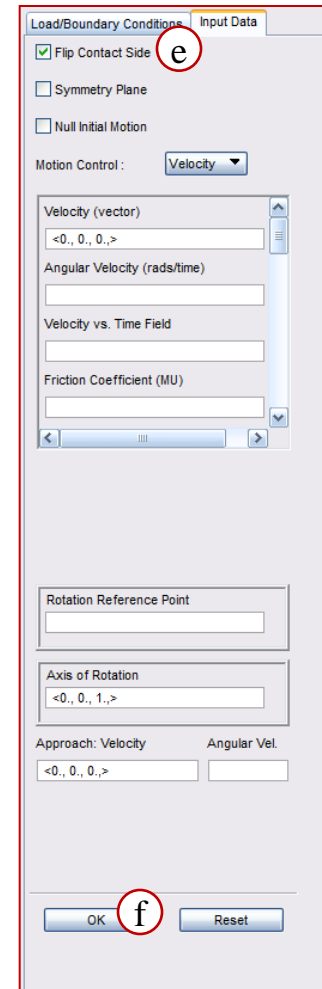 Load/Boundary Conditions Input Data
Flip Contact Side e
Symmetry Plane
Null Initial Motion
Motion Control : Velocity
Velocity (vector)
<0., 0., 0.,>
Angular Velocity (rads/time)
Velocity vs. Time Field
Friction Coefficient (MU)
Rotation Reference Point
Axis of Rotation
<0., 0., 1.,>
Approach: Velocity Angular Vel.
<0., 0., 0.,>
OK f Reset